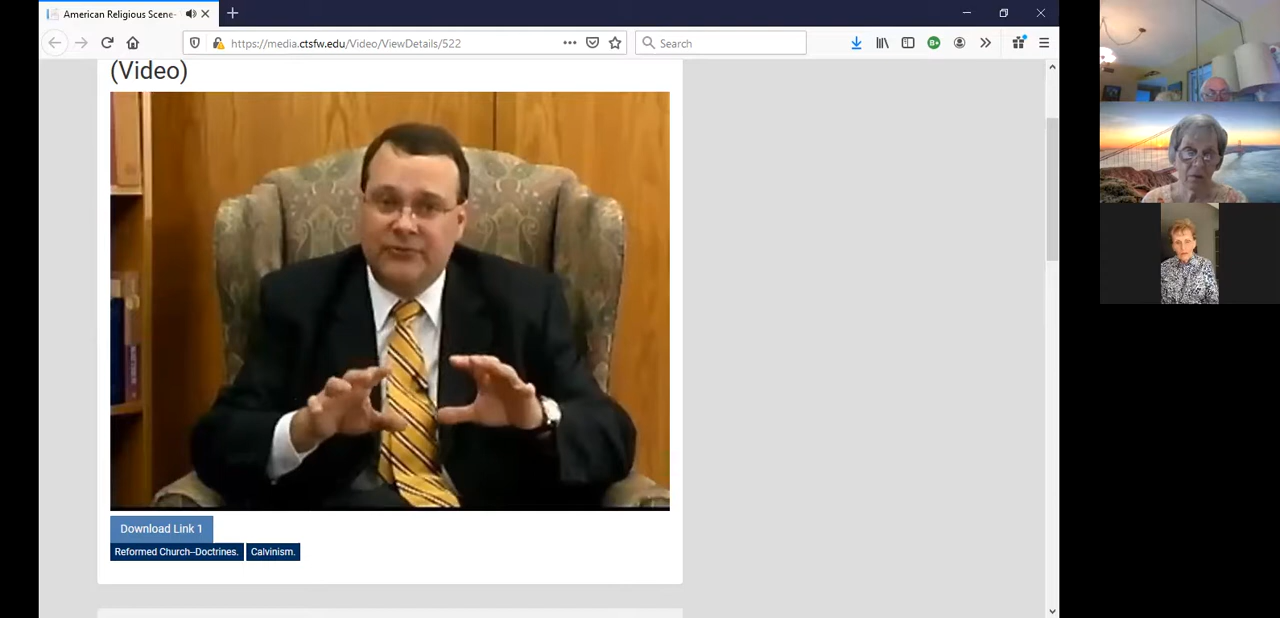 American Religious Scene-
https://media.ctsfw.edu/Video/ViewDetails/522
Search
(Video)
Download Link 1
Reformed Church--Doctrines.
Calvinism.